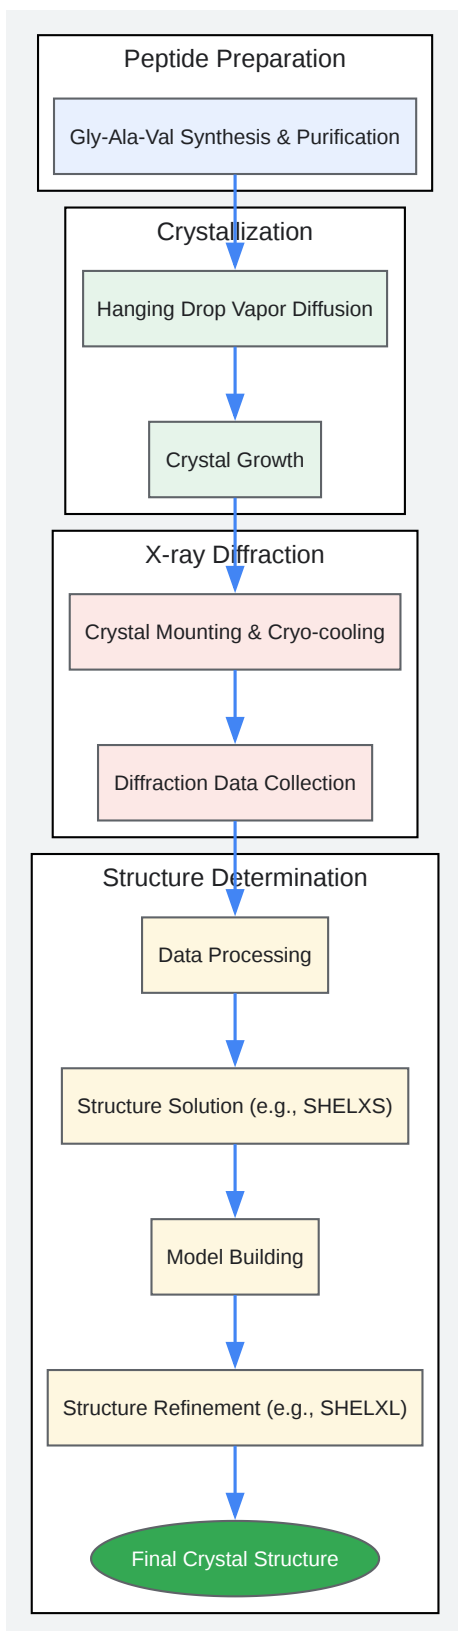 Peptide Preparation
Gly-Ala-Val Synthesis & Purification
Crystallization
Hanging Drop Vapor Diffusion
Crystal Growth
X-ray Diffraction
Crystal Mounting & Cryo-cooling
Diffraction Data Collection
Structure Determination
Data Processing
Structure Solution (e.g., SHELXS)
Model Building
Structure Refinement (e.g., SHELXL)
Final Crystal Structure